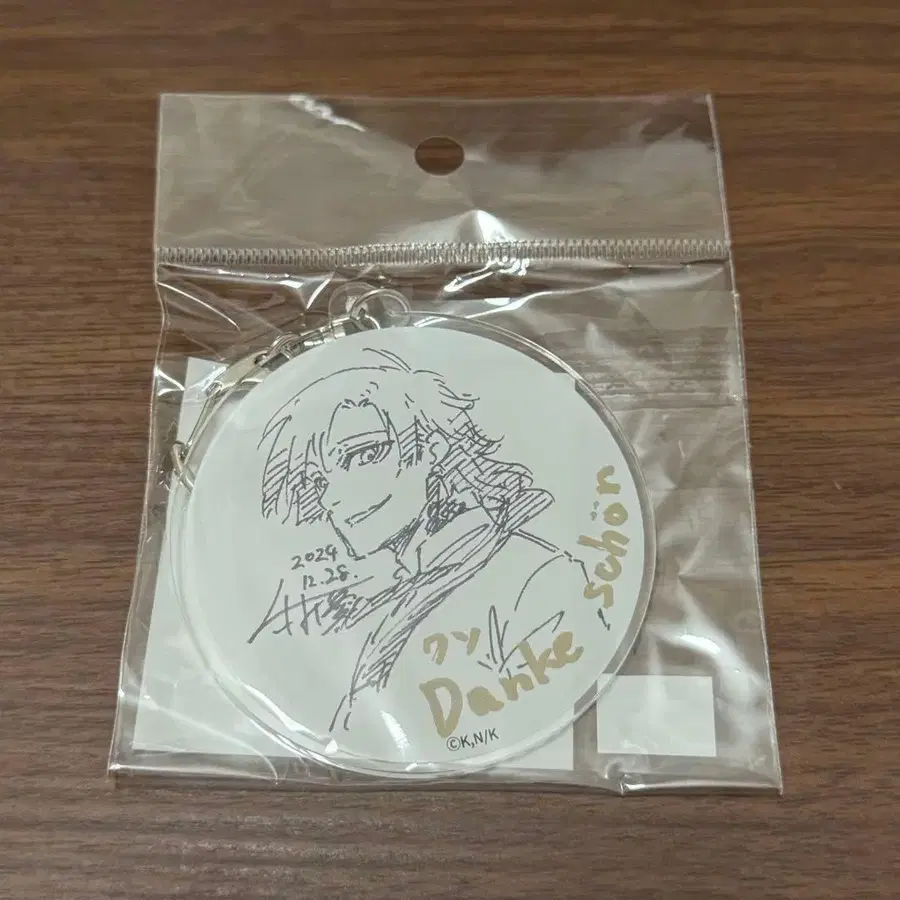 2024
12.28.
クソ
Danke
schön
©K,N/K